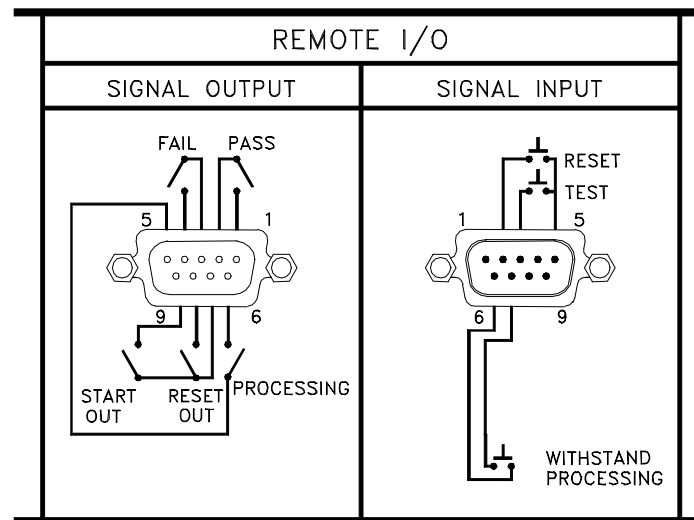 REMOTE I/O
SIGNAL OUTPUT
SIGNAL INPUT
FAIL PASS
5 1
9 6
START
OUT
RESET
OUT
PROCESSING
RESET
TEST
1 5
6 9
WITHSTAND
PROCESSING